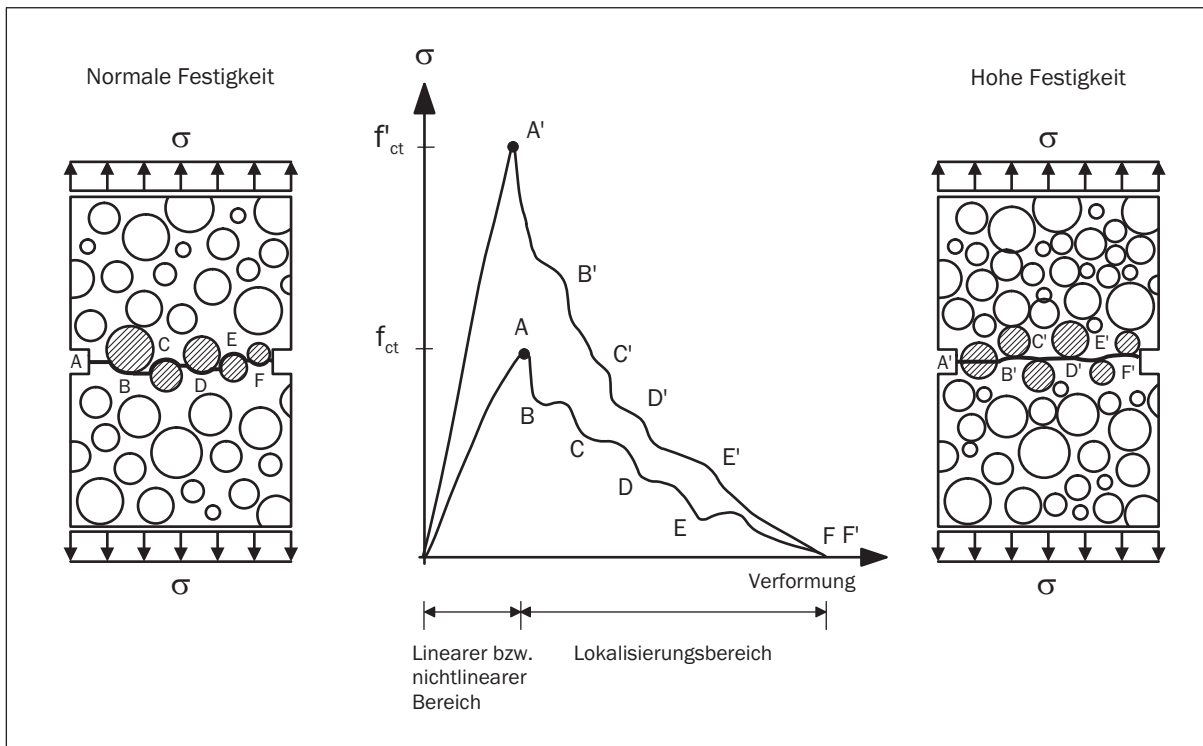 Normale Festigkeit
σ
A
B
C
D
E
F
σ
σ
f'ct
A'
B'
C'
D'
E'
fct
A
B
C
D
E
F F'
Verformung
Linearer bzw.
nichtlinearer
Bereich
Lokalisierungsbereich
Hohe Festigkeit
σ
A'
B'
C'
D'
E'
F'
σ